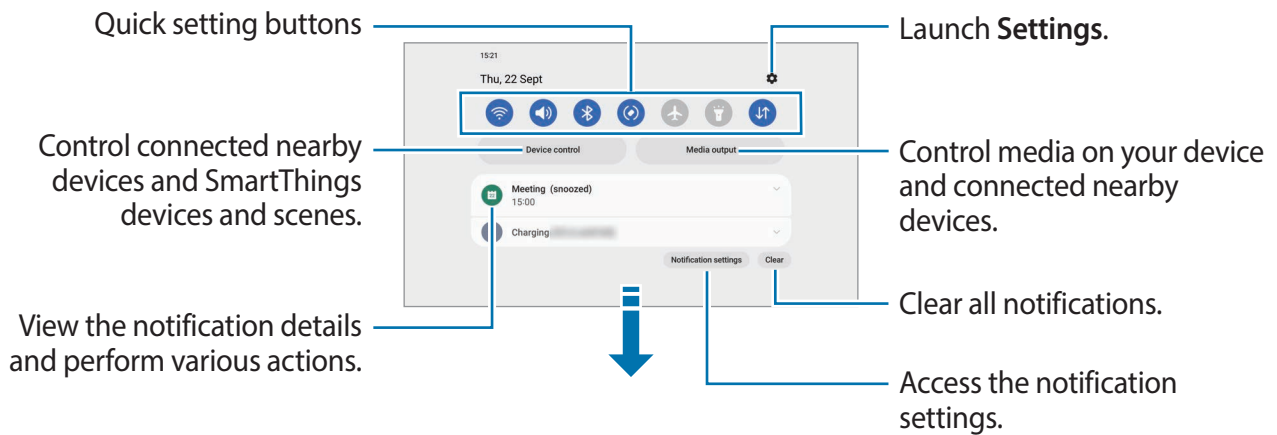 Quick setting buttons
Launch Settings.
15:21
Thu, 22 Sept
Control connected nearby
devices and SmartThings
devices and scenes.
Device control
Media output
Control media on your device
and connected nearby
devices.
Meeting (snoozed)
15:00
Charging
Notification settings
Clear
View the notification details
and perform various actions.
Clear all notifications.
Access the notification
settings.